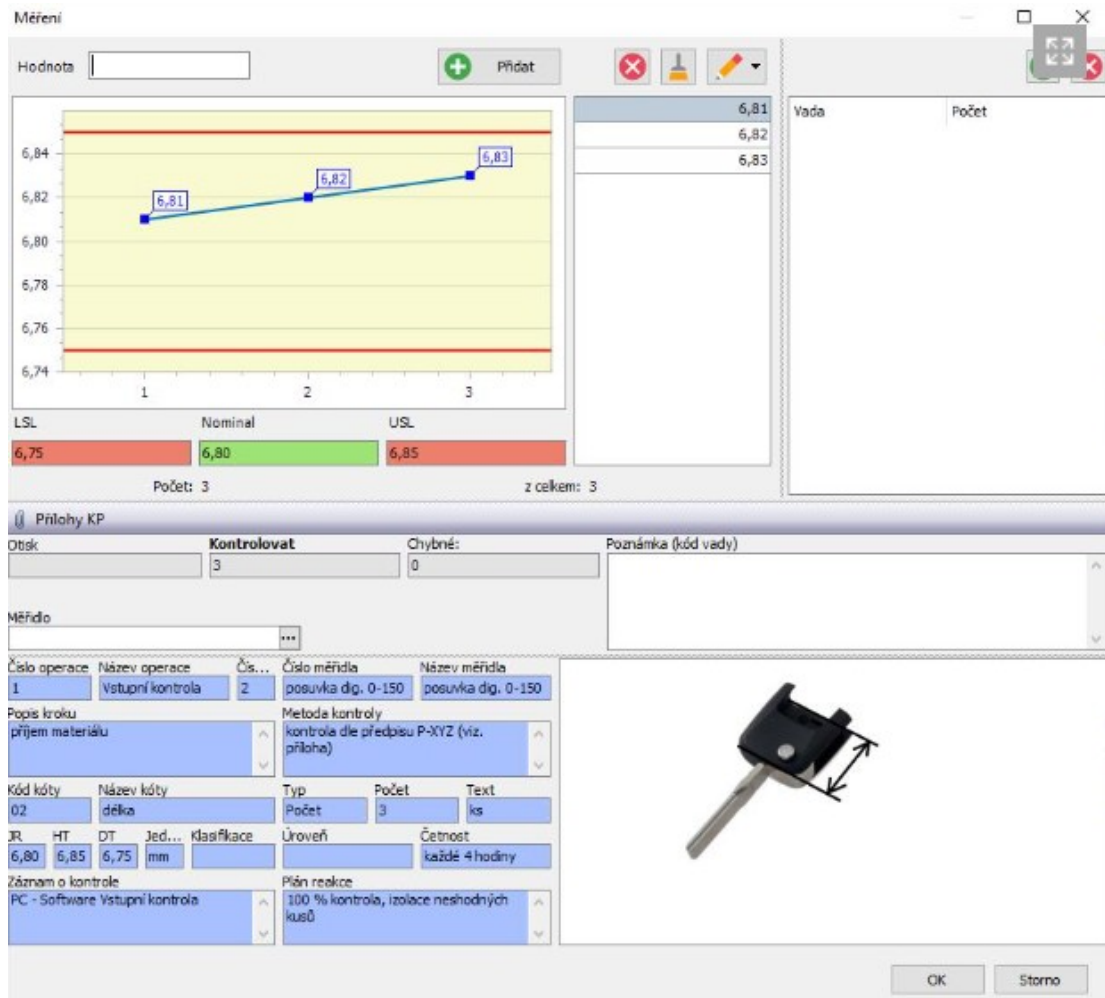 Měření
Hodnota
Přidat
6,81
6,82
6,83
Vada Počet
6,84
6,82
6,80
6,78
6,76
6,74
6,81
6,82
6,83
1 2 3
LSL Nominal USL
6,75 6,80 6,85
Počet: 3 z celkem: 3
Přílohy KP
Otisk Kontrolovat Chybné: Poznámka (kód vady)
3 0
Měřidlo
...
Číslo operace Název operace Čís... Číslo měřidla Název měřidla
1 Vstupní kontrola 2 posuvka dig. 0-150 posuvka dig. 0-150
Popis kroku Metoda kontroly
příjem materiálu kontrola dle předpisu P-XYZ (viz.
příloha)
Kód kóty Název kóty Typ Počet Text
02 délka Počet 3 ks
JR HT DT Jed... Klasifikace Úroveň Četnost
6,80 6,85 6,75 mm každé 4 hodiny
Záznam o kontrole Plán reakce
PC - Software Vstupní kontrola 100 % kontrola, izolace neshodných
kusů
OK Storno